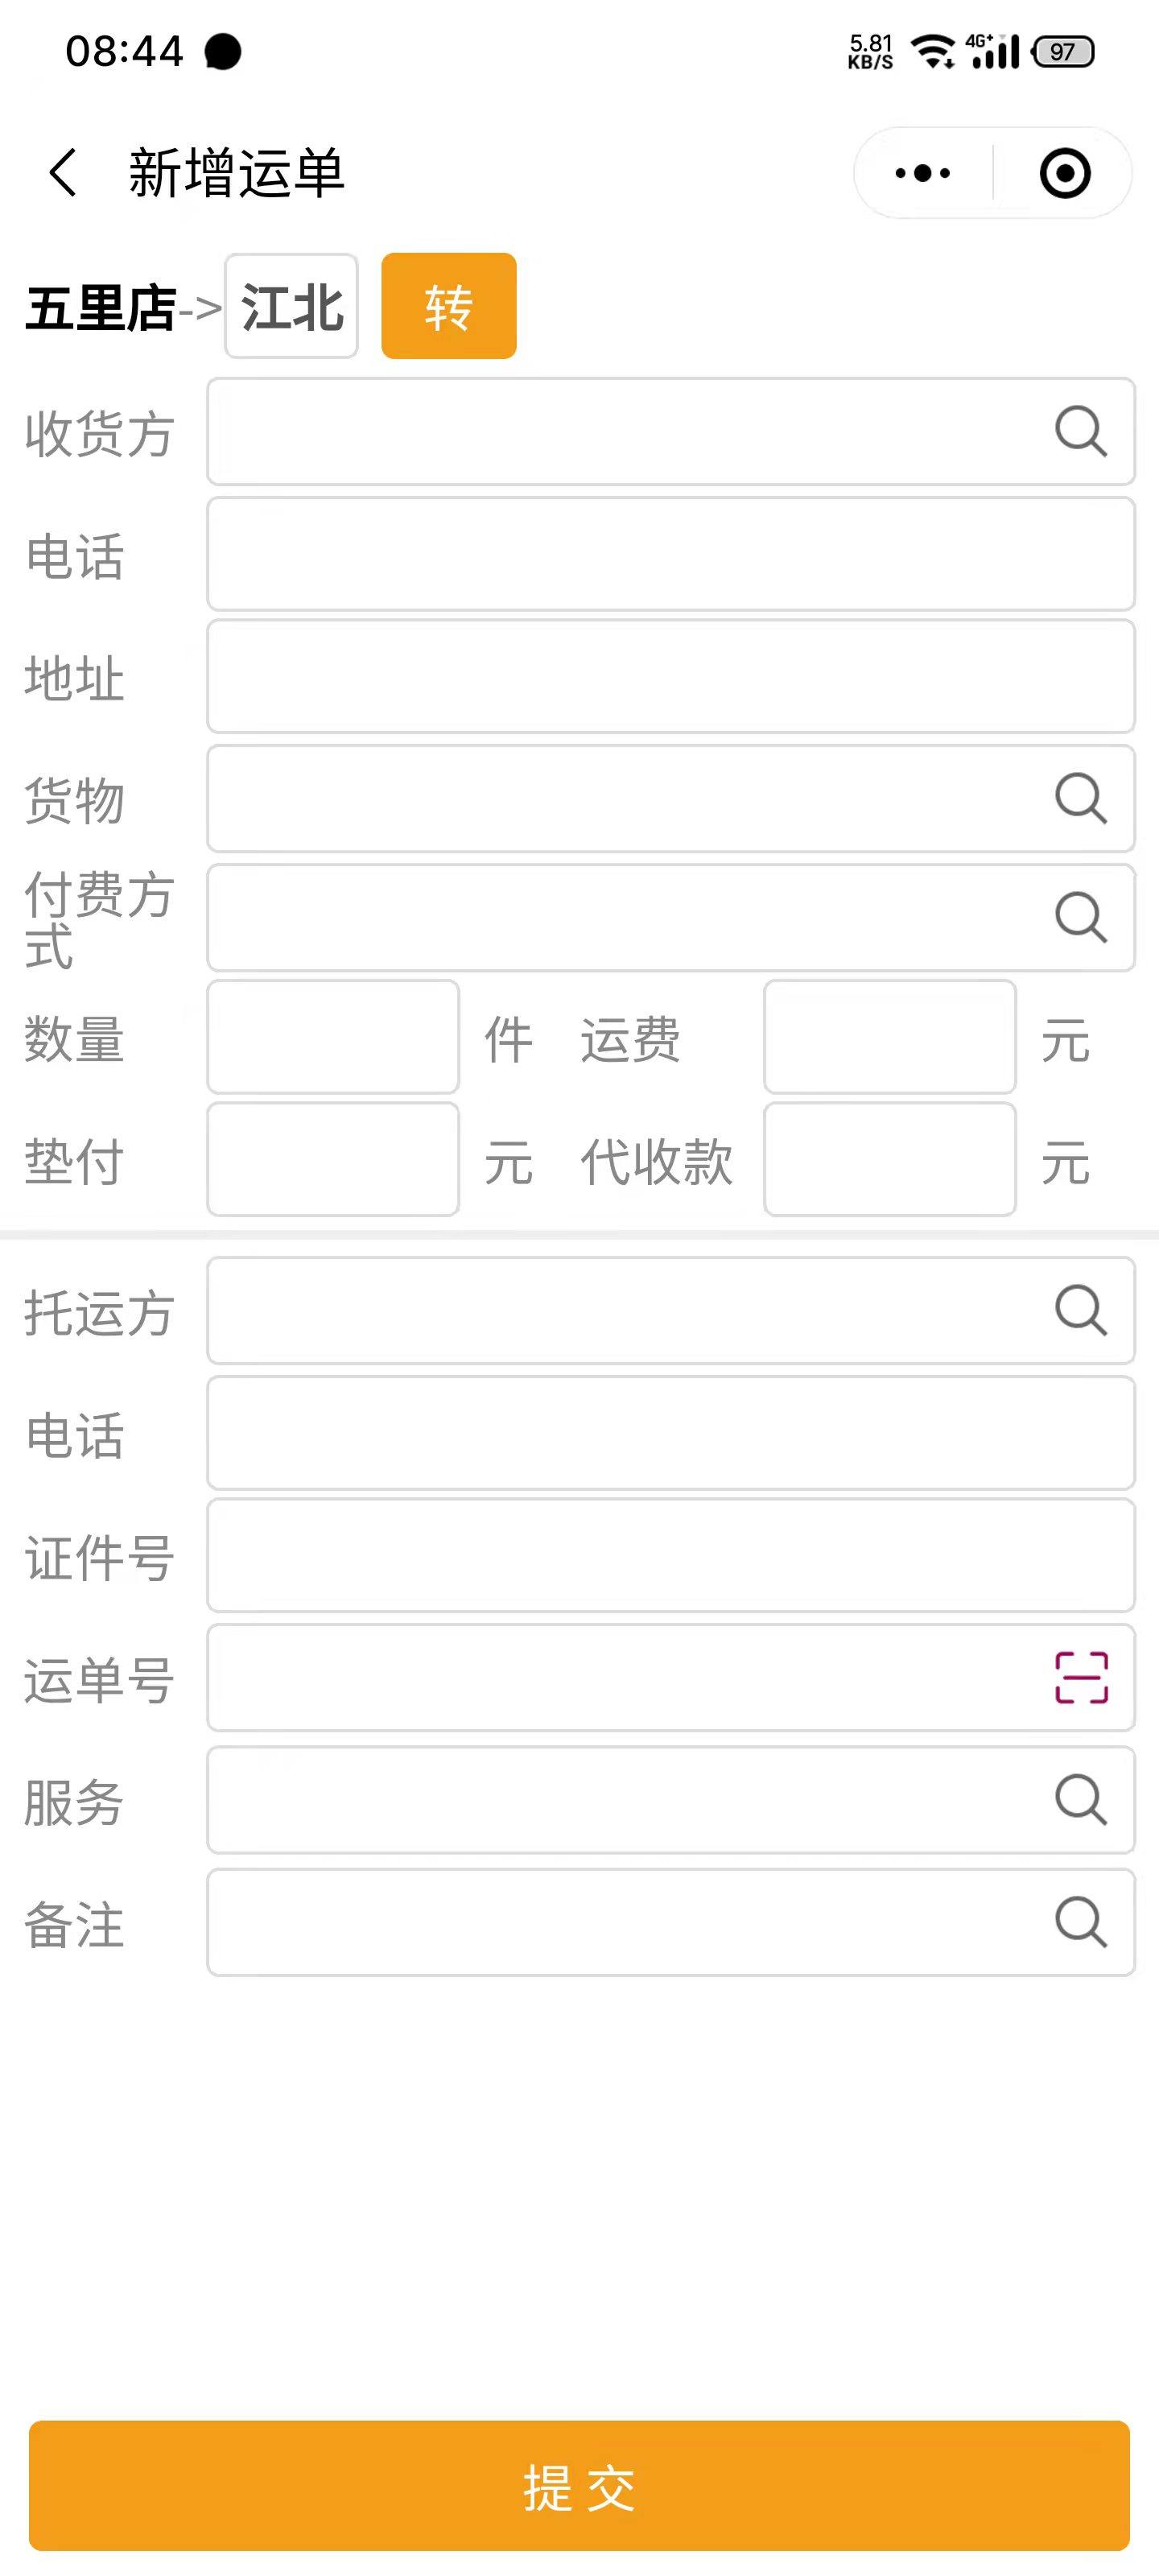 08:44 5.81 KB/S 4G+ 97
新增运单
五里店->江北 转
收货方
电话
地址
货物
付费方
式
数量 件 运费 元
垫付 元 代收款 元
托运方
电话
证件号
运单号
服务
备注
提交